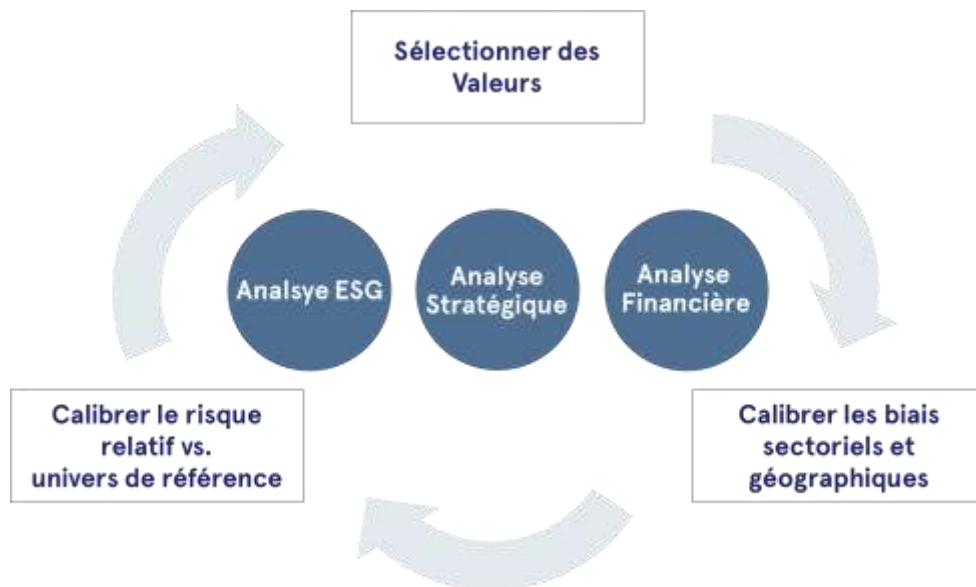 Sélectionner des
Valeurs
Analsye ESG
Analyse
Stratégique
Analyse
Financière
Calibrer le risque
relatif vs.
univers de référence
Calibrer les biais
sectoriels et
géographiques